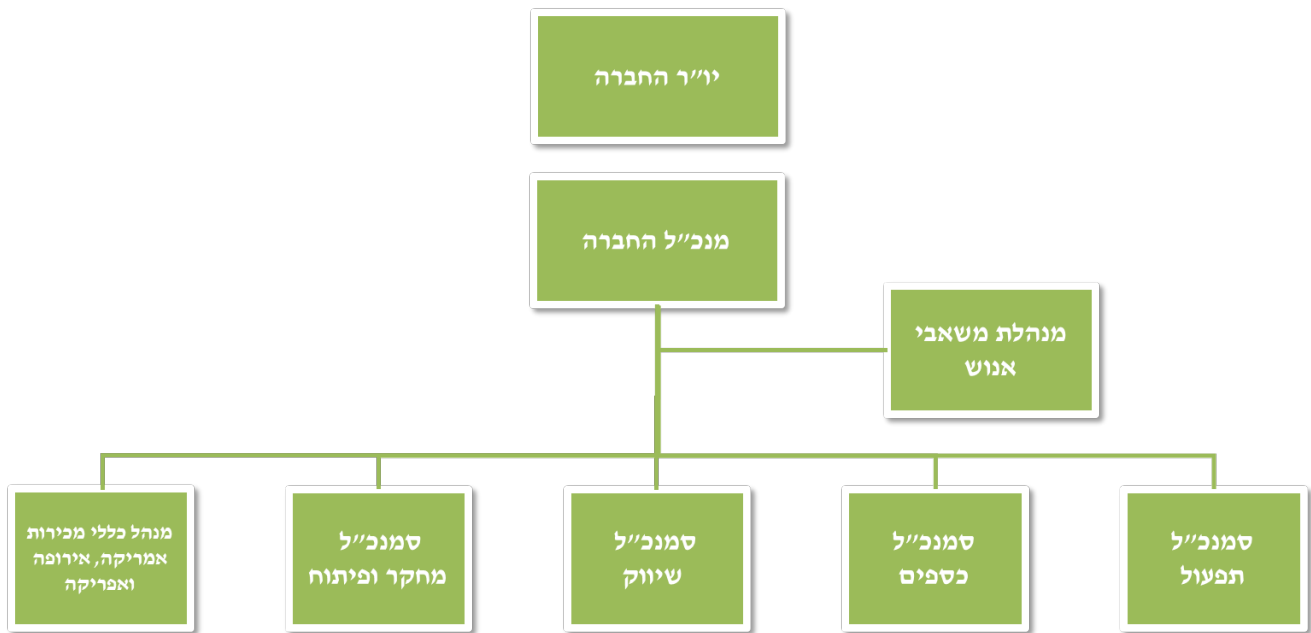 יו״ר החברה
מנכ״ל החברה
מנהלת משאבי
אנוש
סמנכ״ל
תפעול
סמנכ״ל
כספים
סמנכ״ל
שיווק
סמנכ״ל
מחקר ופיתוח
מנהל כללי מכירות
אמריקה, אירופה
ואפריקה